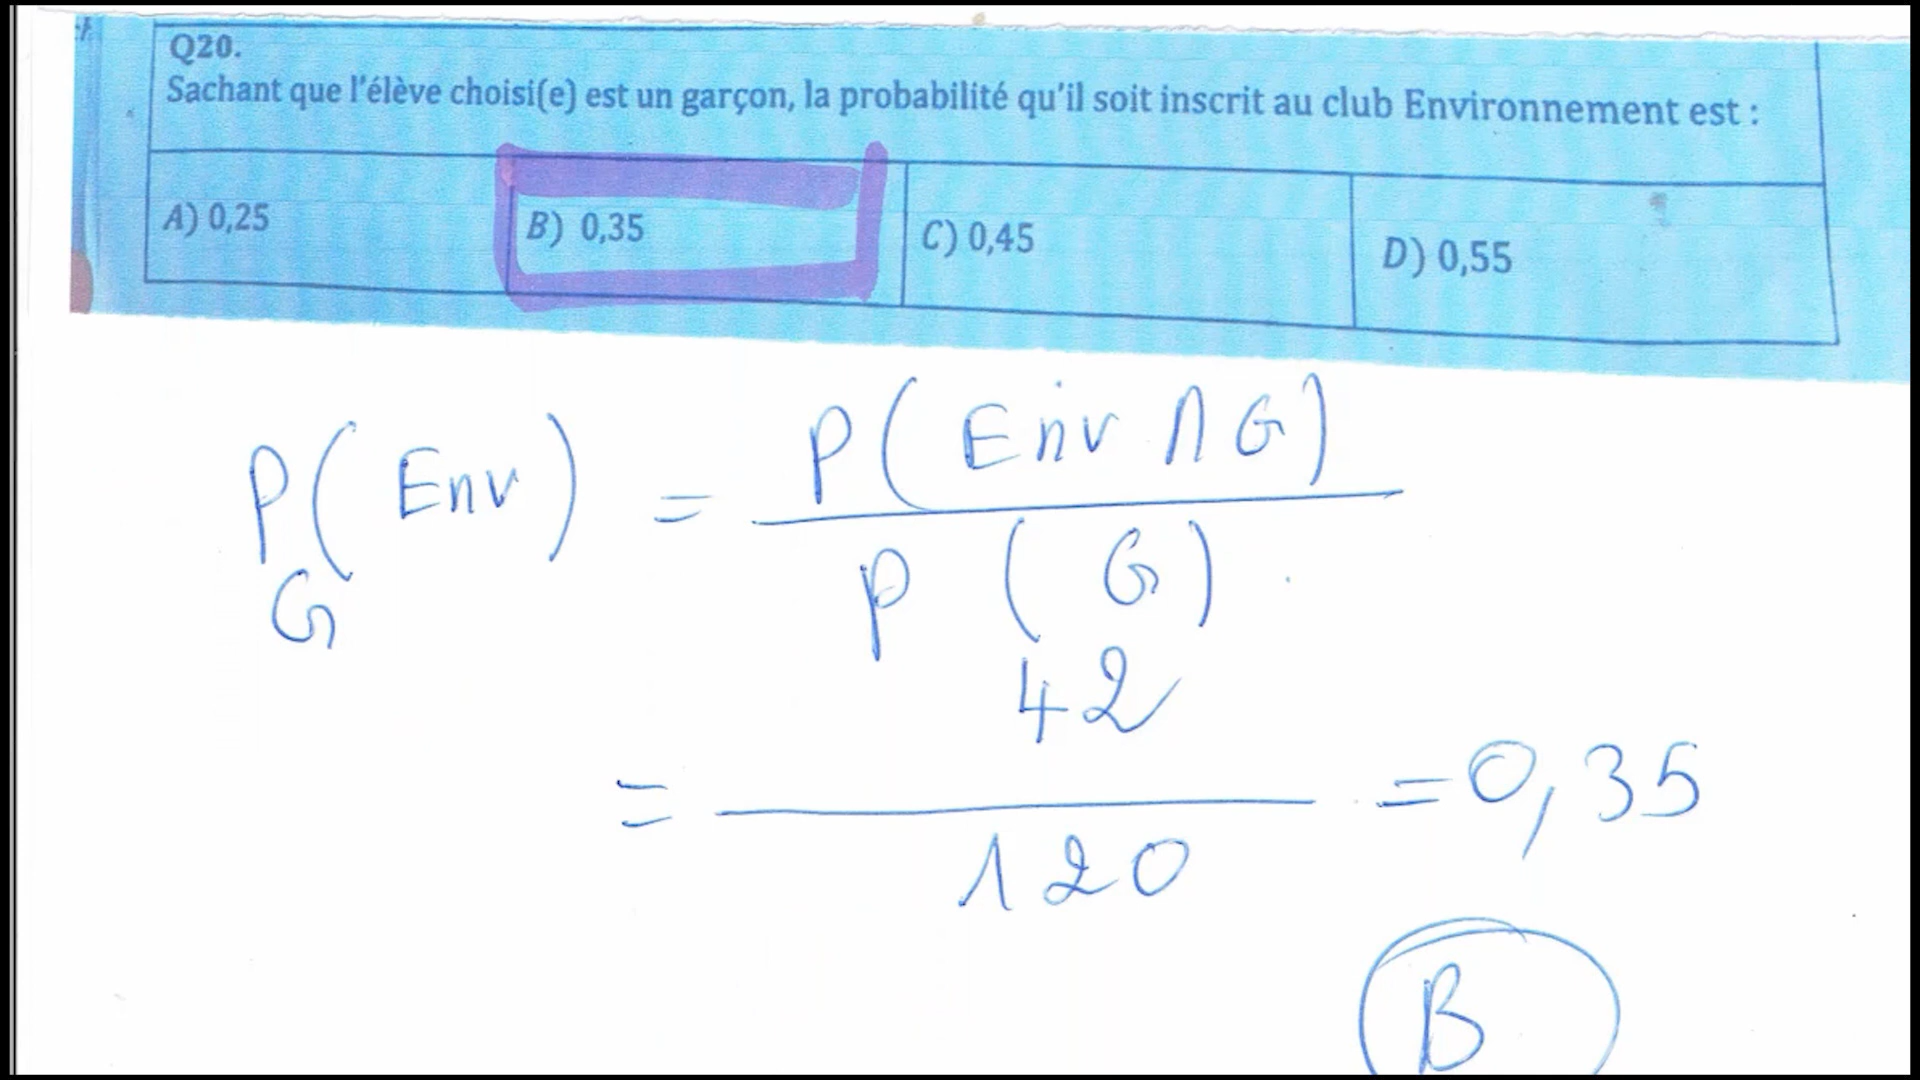 Q20.
Sachant que l'élève choisi(e) est un garçon, la probabilité qu'il soit inscrit au club Environnement est :
A) 0,25
B) 0,35
C) 0,45
D) 0,55
P(Env) = P(Env ∩ G)
G
P(G)
= 42
120
= 0,35
B